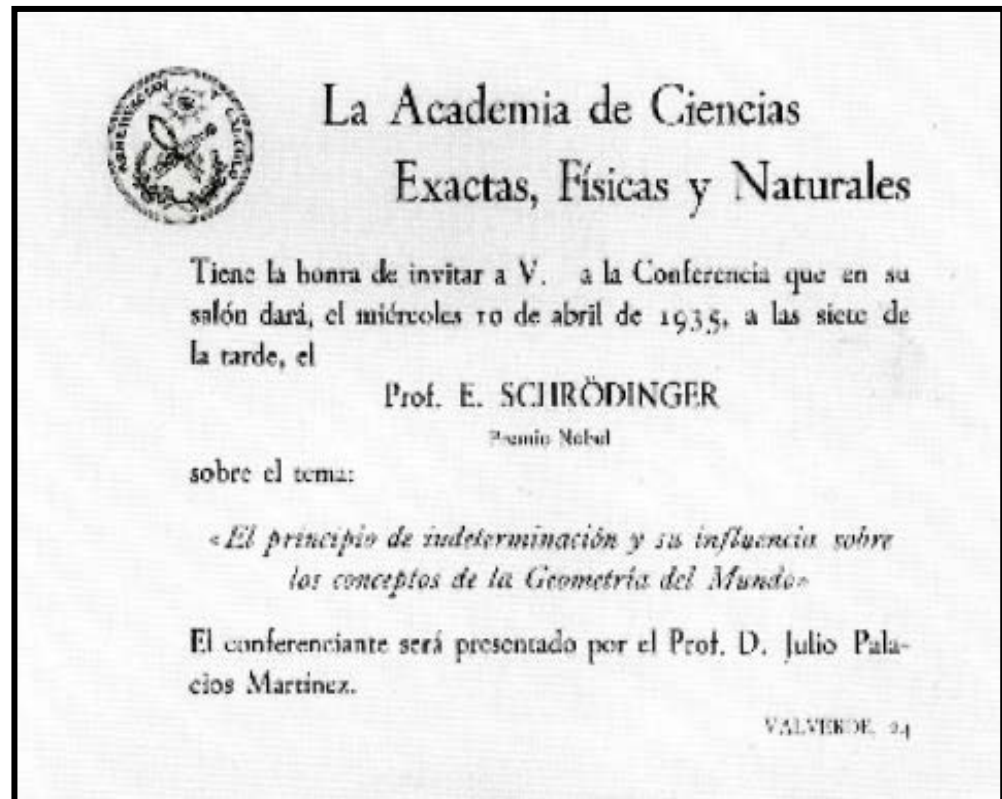 OBSERVACION Y CALCULO
La Academia de Ciencias
Exactas, Físicas y Naturales
Tiene la honra de invitar a V. a la Conferencia que en su
salón dará, el miércoles 10 de abril de 1935, a las siete de
la tarde, el
Prof. E. SCHRÖDINGER
Premio Nobel
sobre el tema:
«El principio de indeterminación y su influencia sobre
los conceptos de la Geometría del Mundo»
El conferenciante será presentado por el Prof. D. Julio Pala-
cios Martínez.
VALVERDE, 24